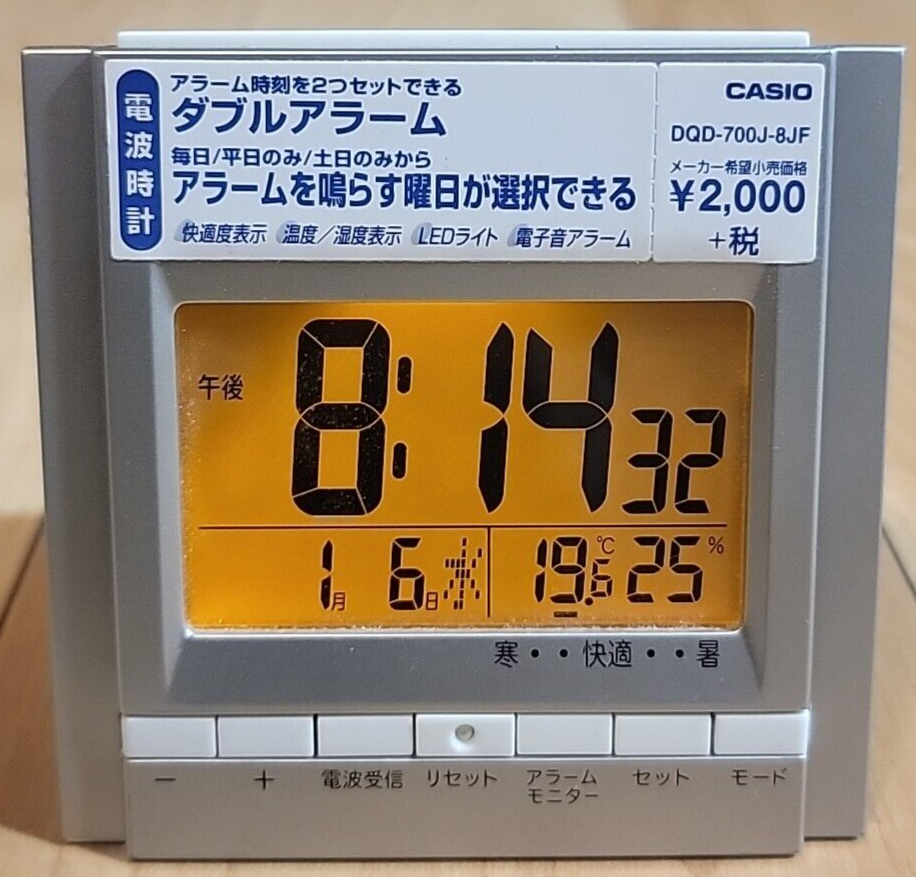 電波時計
アラーム時刻を2つセットできる
ダブルアラーム
毎日/平日のみ/土日のみから
アラームを鳴らす曜日が選択できる
快適度表示 温度/湿度表示 LEDライト 電子音アラーム
CASIO
DQD-700J-8JF
メーカー希望小売価格
¥2,000
+税
午後 8:14 32
1月 6日 水 19.6℃ 25%
寒・・快適・・暑
− + 電波受信 リセット アラームモニター セット モード